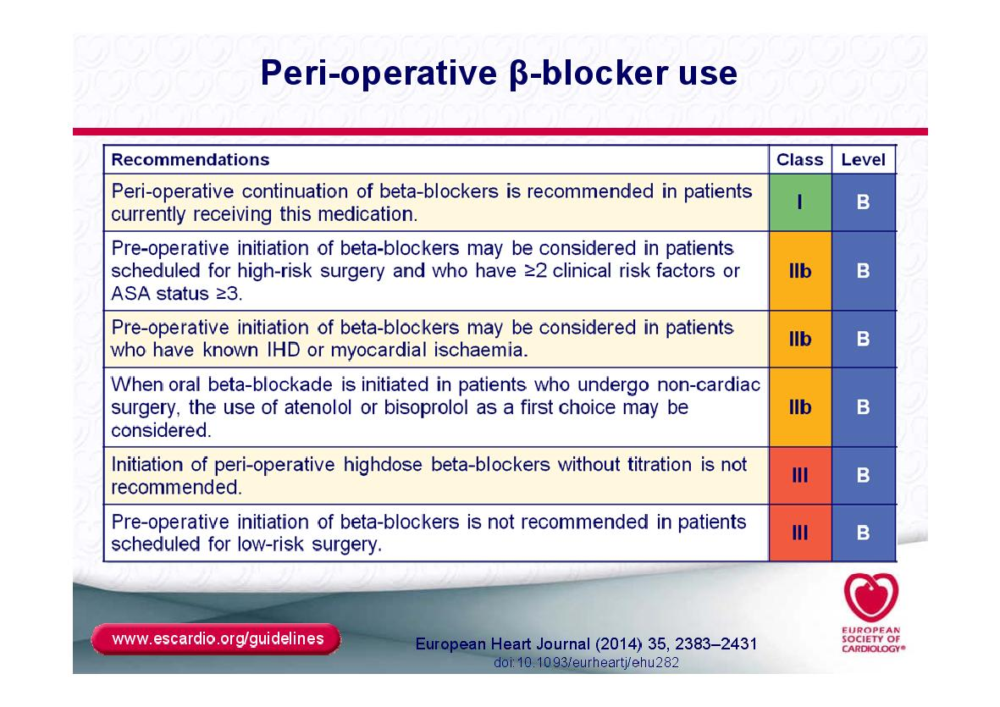 Peri-operative β-blocker use
Recommendations Class Level
Peri-operative continuation of beta-blockers is recommended in patients
currently receiving this medication.
I B
Pre-operative initiation of beta-blockers may be considered in patients
scheduled for high-risk surgery and who have ≥2 clinical risk factors or
ASA status ≥3.
IIb B
Pre-operative initiation of beta-blockers may be considered in patients
who have known IHD or myocardial ischaemia.
IIb B
When oral beta-blockade is initiated in patients who undergo non-cardiac
surgery, the use of atenolol or bisoprolol as a first choice may be
considered.
IIb B
Initiation of peri-operative highdose beta-blockers without titration is not
recommended.
III B
Pre-operative initiation of beta-blockers is not recommended in patients
scheduled for low-risk surgery.
III B
www.escardio.org/guidelines
European Heart Journal (2014) 35, 2383–2431
doi:10.1093/eurheartj/ehu282
EUROPEAN
SOCIETY OF
CARDIOLOGY®